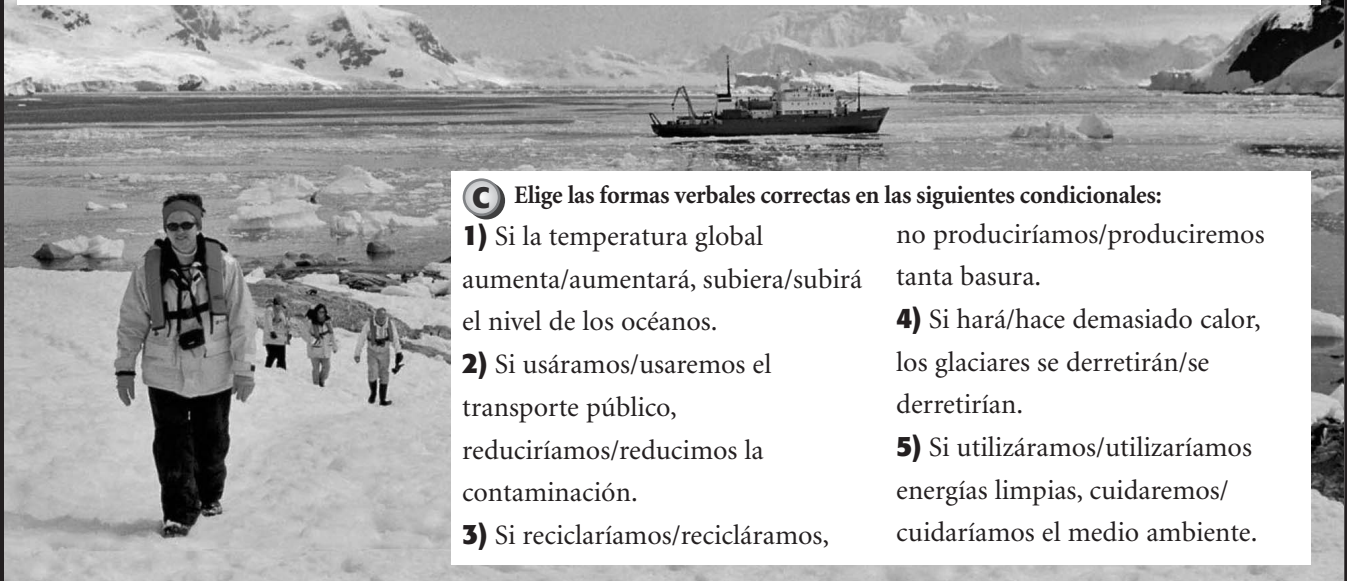 C Elige las formas verbales correctas en las siguientes condicionales:
1) Si la temperatura global
aumenta/aumentará, subiera/subirá
el nivel de los océanos.
2) Si usáramos/usaremos el
transporte público,
reduciríamos/reducimos la
contaminación.
3) Si reciclaríamos/recicláramos,
no produciríamos/produciremos
tanta basura.
4) Si hará/hace demasiado calor,
los glaciares se derretirán/se
derretirían.
5) Si utilizáramos/utilizaríamos
energías limpias, cuidaremos/
cuidaríamos el medio ambiente.